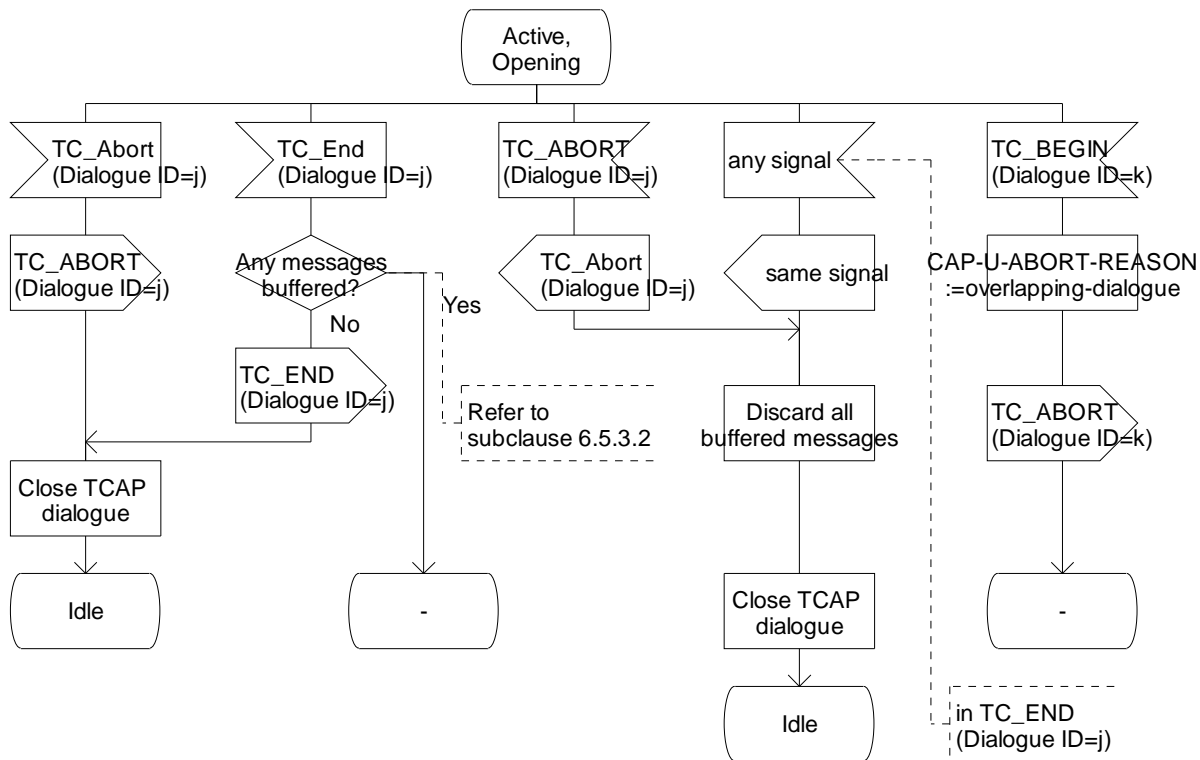 Active,
Opening
TC_Abort
(Dialogue ID=j)
TC_End
(Dialogue ID=j)
TC_ABORT
(Dialogue ID=j)
any signal
TC_BEGIN
(Dialogue ID=k)
TC_ABORT
(Dialogue ID=j)
Any messages
buffered?
Yes
No
TC_Abort
(Dialogue ID=j)
same signal
CAP-U-ABORT-REASON
:=overlapping-dialogue
TC_END
(Dialogue ID=j)
Refer to
subclause 6.5.3.2
Discard all
buffered messages
TC_ABORT
(Dialogue ID=k)
Close TCAP
dialogue
Idle
-
Close TCAP
dialogue
-
Idle
in TC_END
(Dialogue ID=j)